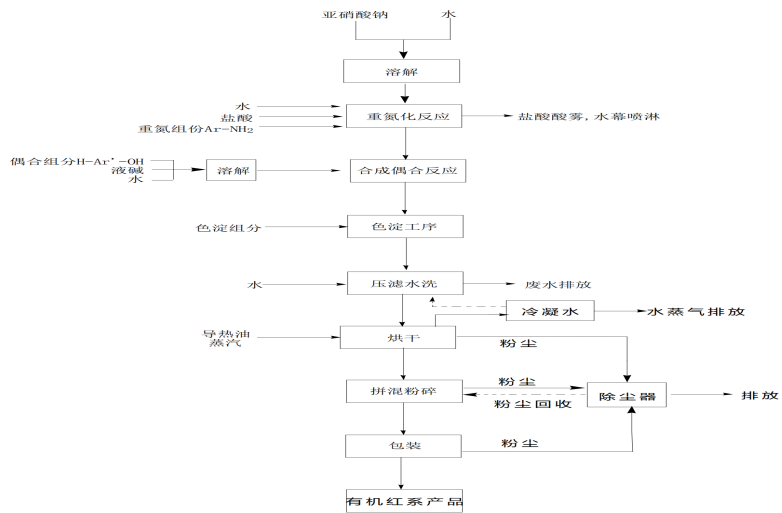 亚硝酸钠 水
溶解
水
盐酸
重氮组份Ar-NH2
重氮化反应
盐酸酸雾,水幕喷淋
偶合组分H-Ar'-OH
液碱
水
溶解
合成偶合反应
色淀组分
色淀工序
水
压滤水洗
废水排放
冷凝水
水蒸气排放
导热油
蒸汽
烘干
粉尘
拼混粉碎
粉尘
粉尘回收
除尘器
排放
包装
粉尘
有机红系产品